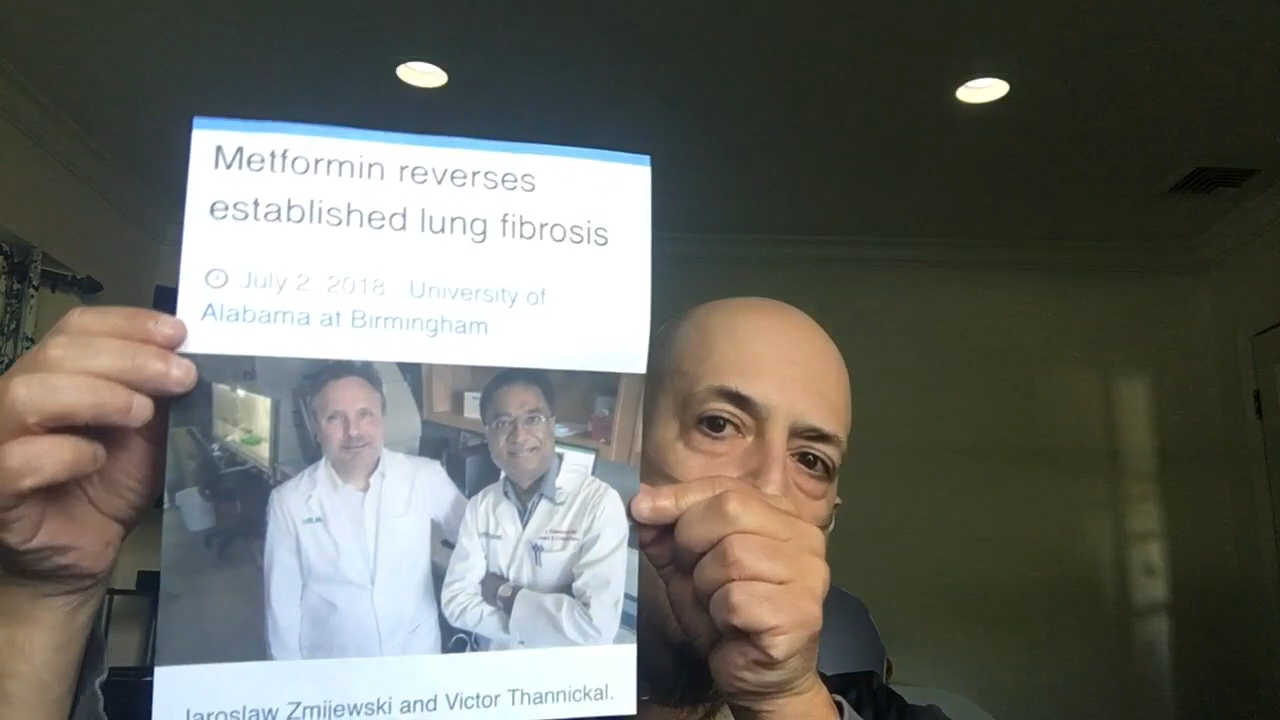 Metformin reverses
established lung fibrosis
July 2, 2018, University of
Alabama at Birmingham
Jaroslaw Zmijewski and Victor Thannickal.